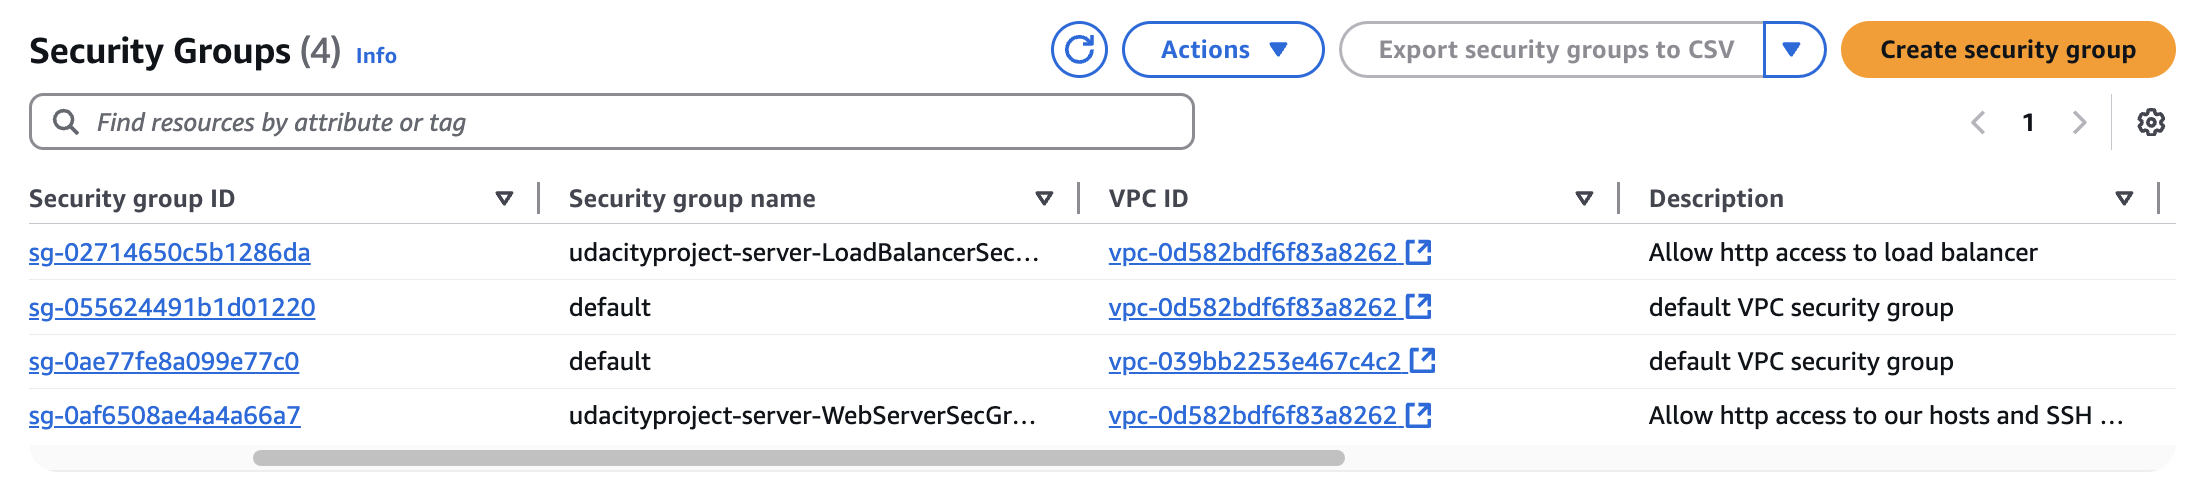 Security Groups (4) Info
Actions
Export security groups to CSV
Create security group
Find resources by attribute or tag
1
Security group ID Security group name VPC ID Description
sg-02714650c5b1286da udacityproject-server-LoadBalancerSec... vpc-0d582bdf6f83a8262 Allow http access to load balancer
sg-055624491b1d01220 default vpc-0d582bdf6f83a8262 default VPC security group
sg-0ae77fe8a099e77c0 default vpc-039bb2253e467c4c2 default VPC security group
sg-0af6508ae4a4a66a7 udacityproject-server-WebServerSecGr... vpc-0d582bdf6f83a8262 Allow http access to our hosts and SSH ...